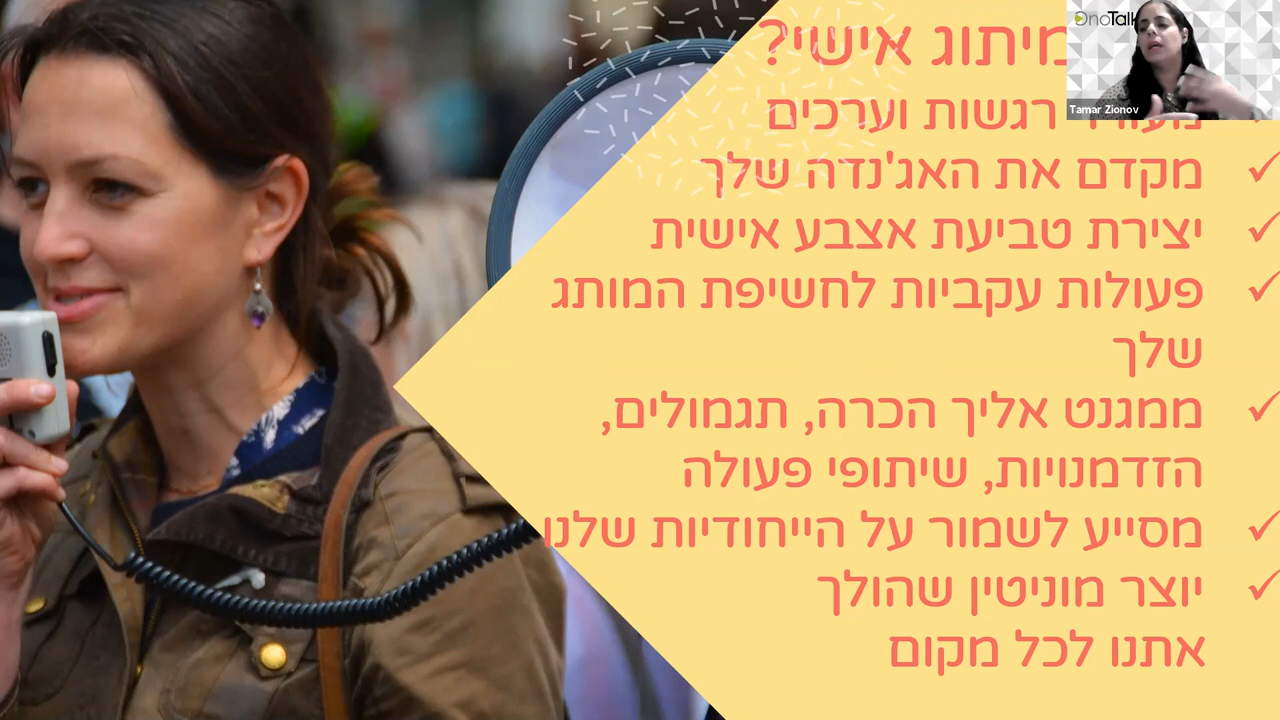 מיתוג אישי?
OnoTalk
Tamar Zionov
רגשות וערכים
✓ מקדם את האג'נדה שלך
✓ יצירת טביעת אצבע אישית
✓ פעולות עקביות לחשיפת המותג
שלך
✓ ממגנט אליך הכרה, תגמולים,
הזדמנויות, שיתופי פעולה
✓ מסייע לשמור על הייחודיות שלנו
✓ יוצר מוניטין שהולך
אתנו לכל מקום